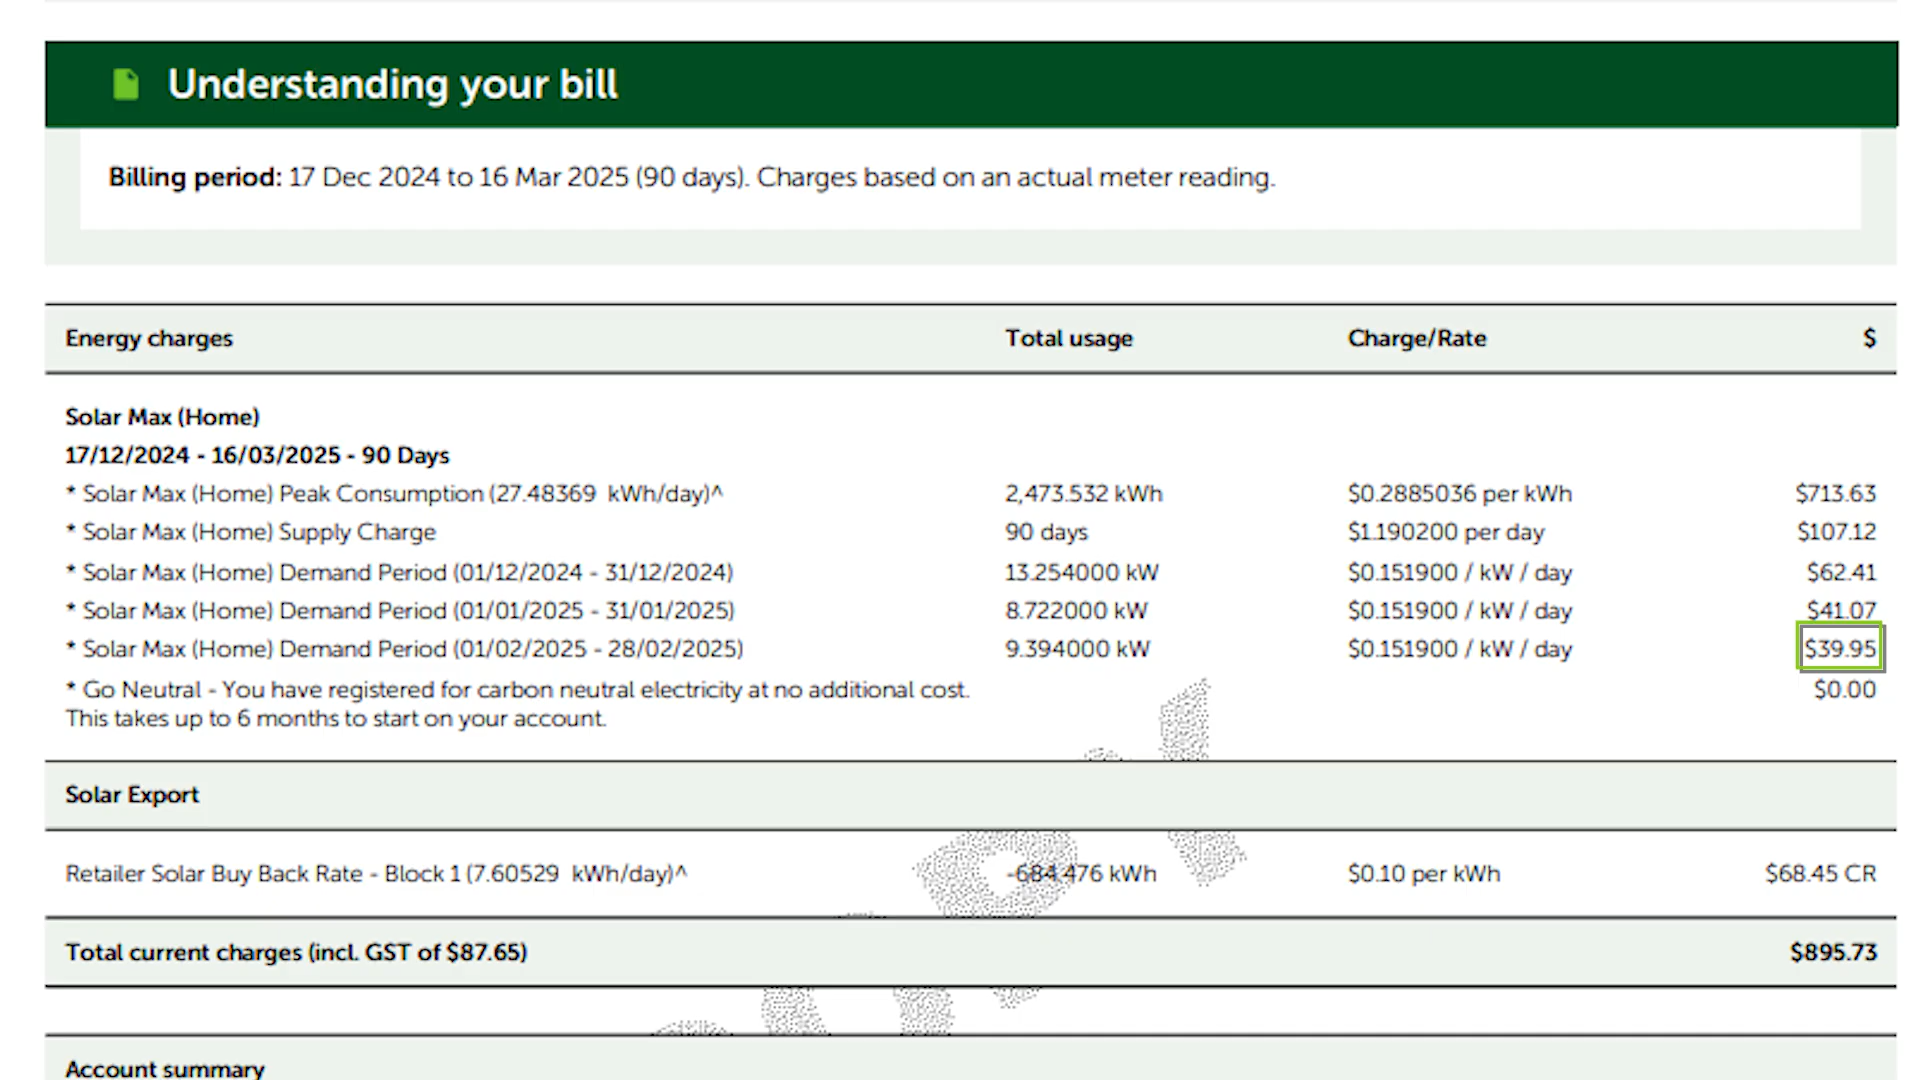 Understanding your bill
Billing period: 17 Dec 2024 to 16 Mar 2025 (90 days). Charges based on an actual meter reading.
Energy charges Total usage Charge/Rate $
Solar Max (Home)
17/12/2024 - 16/03/2025 - 90 Days
* Solar Max (Home) Peak Consumption (27.48369 kWh/day)^ 2,473.532 kWh $0.2885036 per kWh $713.63
* Solar Max (Home) Supply Charge 90 days $1.190200 per day $107.12
* Solar Max (Home) Demand Period (01/12/2024 - 31/12/2024) 13.254000 kW $0.151900 / kW / day $62.41
* Solar Max (Home) Demand Period (01/01/2025 - 31/01/2025) 8.722000 kW $0.151900 / kW / day $41.07
* Solar Max (Home) Demand Period (01/02/2025 - 28/02/2025) 9.394000 kW $0.151900 / kW / day $39.95
* Go Neutral - You have registered for carbon neutral electricity at no additional cost. $0.00
This takes up to 6 months to start on your account.
Solar Export
Retailer Solar Buy Back Rate - Block 1 (7.60529 kWh/day)^ -684.476 kWh $0.10 per kWh $68.45 CR
Total current charges (incl. GST of $87.65) $895.73
Account summary